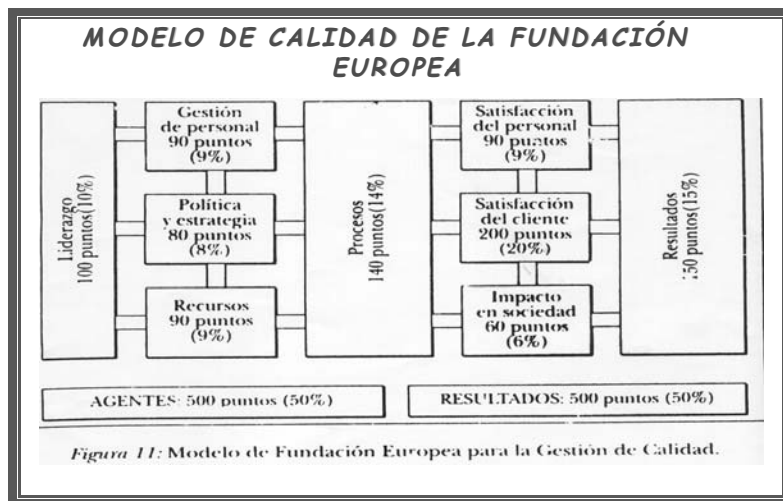 MODELO DE CALIDAD DE LA FUNDACIÓN
EUROPEA
Liderazgo
100 puntos(10%)
Gestión
de personal
90 puntos
(9%)
Política
y estrategia
80 puntos
(8%)
Recursos
90 puntos
(9%)
Procesos
140 puntos(14%)
Satisfacción
del personal
90 puntos
(9%)
Satisfacción
del cliente
200 puntos
(20%)
Impacto
en sociedad
60 puntos
(6%)
Resultados
150 puntos(15%)
AGENTES: 500 puntos (50%)
RESULTADOS: 500 puntos (50%)
Figura 11: Modelo de Fundación Europea para la Gestión de Calidad.